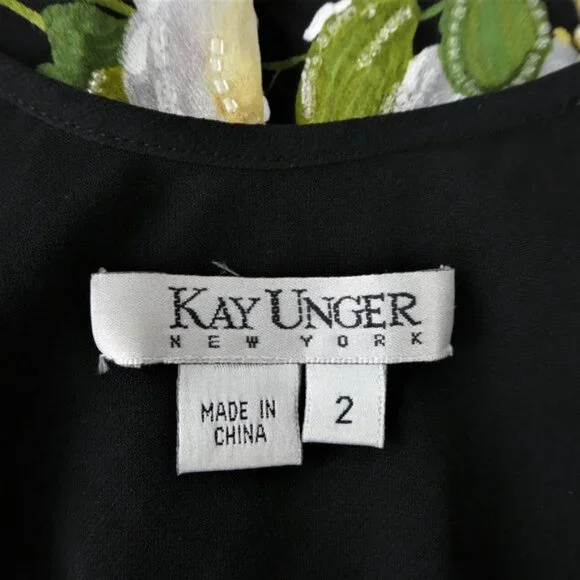 KAY UNGER
NEW YORK
MADE IN
CHINA
2